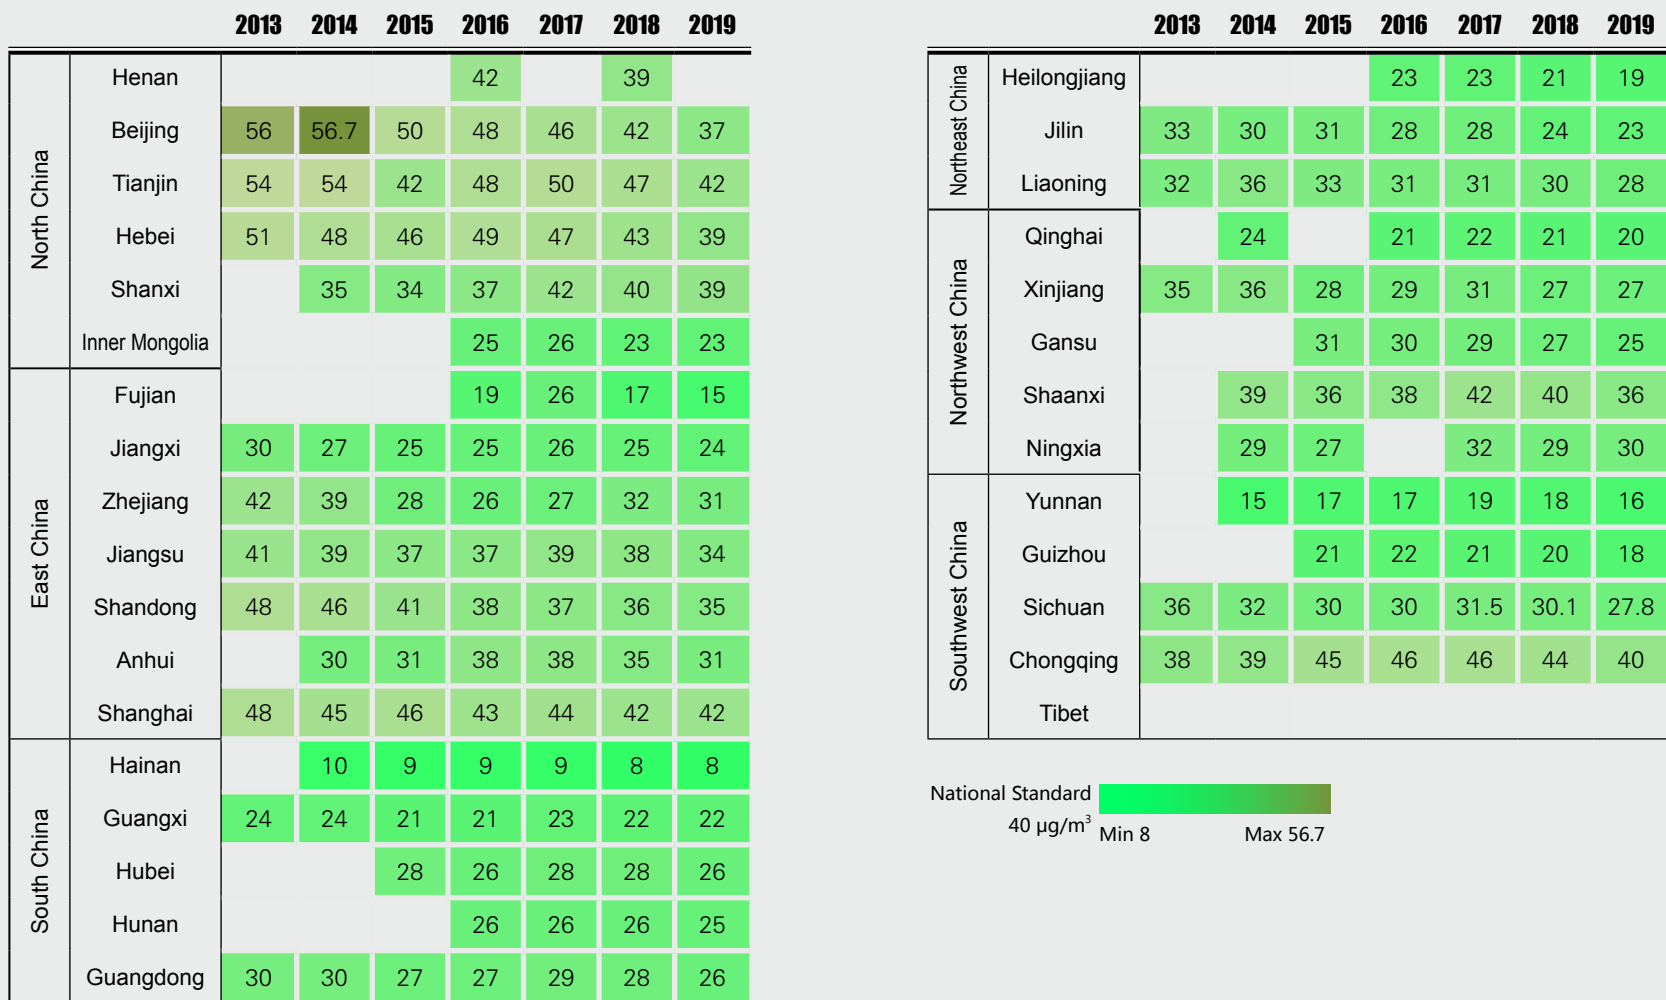 2013 2014 2015 2016 2017 2018 2019
North China
Henan 42 39
Beijing 56 56.7 50 48 46 42 37
Tianjin 54 54 42 48 50 47 42
Hebei 51 48 46 49 47 43 39
Shanxi 35 34 37 42 40 39
Inner Mongolia 25 26 23 23
East China
Fujian 19 26 17 15
Jiangxi 30 27 25 25 26 25 24
Zhejiang 42 39 28 26 27 32 31
Jiangsu 41 39 37 37 39 38 34
Shandong 48 46 41 38 37 36 35
Anhui 30 31 38 38 35 31
Shanghai 48 45 46 43 44 42 42
South China
Hainan 10 9 9 9 8 8
Guangxi 24 24 21 21 23 22 22
Hubei 28 26 28 28 26
Hunan 26 26 26 25
Guangdong 30 30 27 27 29 28 26
2013 2014 2015 2016 2017 2018 2019
Northeast China
Heilongjiang 23 23 21 19
Jilin 33 30 31 28 28 24 23
Liaoning 32 36 33 31 31 30 28
Northwest China
Qinghai 24 21 22 21 20
Xinjiang 35 36 28 29 31 27 27
Gansu 31 30 29 27 25
Shaanxi 39 36 38 42 40 36
Ningxia 29 27 32 29 30
Southwest China
Yunnan 15 17 17 19 18 16
Guizhou 21 22 21 20 18
Sichuan 36 32 30 30 31.5 30.1 27.8
Chongqing 38 39 45 46 46 44 40
Tibet
National Standard
40 μg/m³
Min 8 Max 56.7